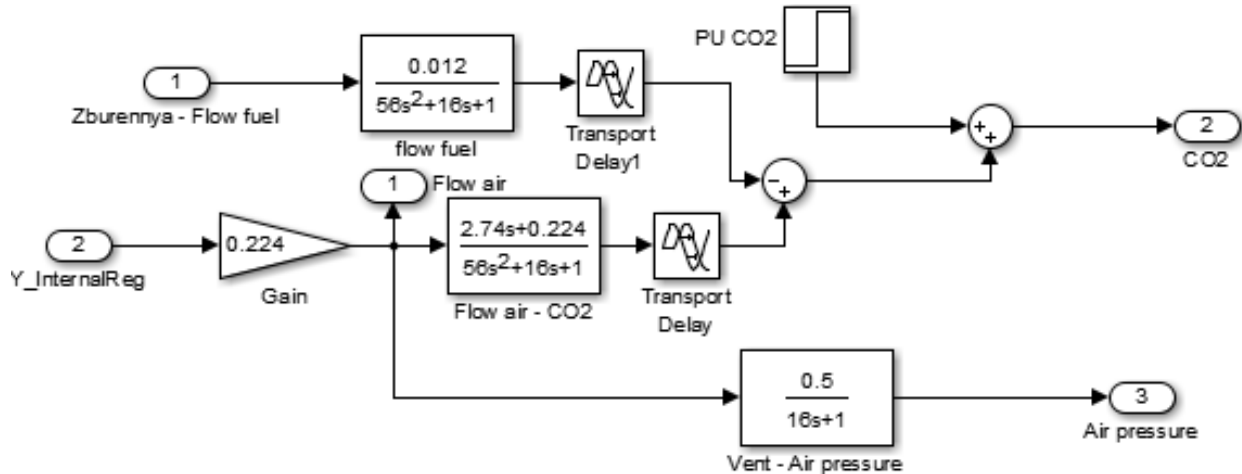 PU CO2
1
Zburennya - Flow fuel
0.012
56s²+16s+1
flow fuel
Transport
Delay1
+
+
2
CO2
1
Flow air
-
+
2
Y_InternalReg
0.224
Gain
2.74s+0.224
56s²+16s+1
Flow air - CO2
Transport
Delay
0.5
16s+1
Vent - Air pressure
3
Air pressure